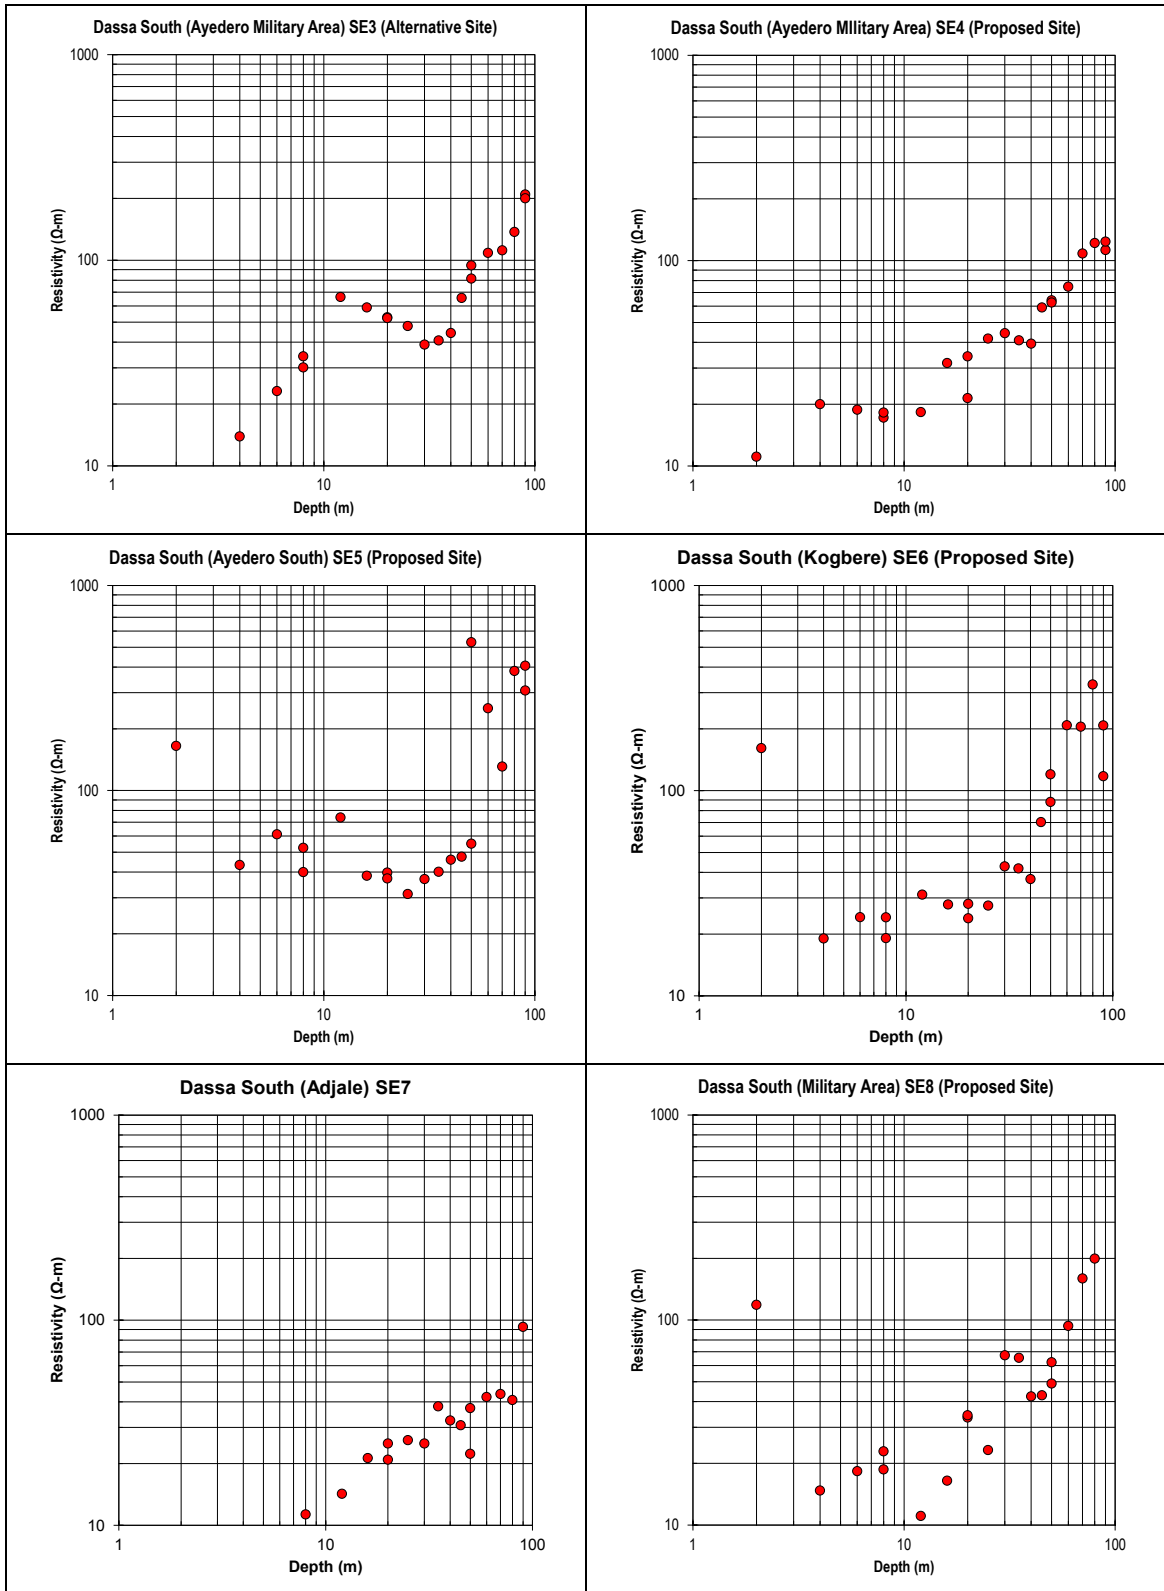 Dassa South (Ayedero Military Area) SE3 (Alternative Site)
1000
100
10
Resistivity (Ω-m)
1 10 100
Depth (m)
Dassa South (Ayedero MIlitary Area) SE4 (Proposed Site)
1000
100
10
Resistivity (Ω-m)
1 10 100
Depth (m)
Dassa South (Ayedero South) SE5 (Proposed Site)
1000
100
10
Resistivity (Ω-m)
1 10 100
Depth (m)
Dassa South (Kogbere) SE6 (Proposed Site)
1000
100
10
Resistivity (Ω-m)
1 10 100
Depth (m)
Dassa South (Adjale) SE7
1000
100
10
Resistivity (Ω-m)
1 10 100
Depth (m)
Dassa South (Military Area) SE8 (Proposed Site)
1000
100
10
Resistivity (Ω-m)
1 10 100
Depth (m)